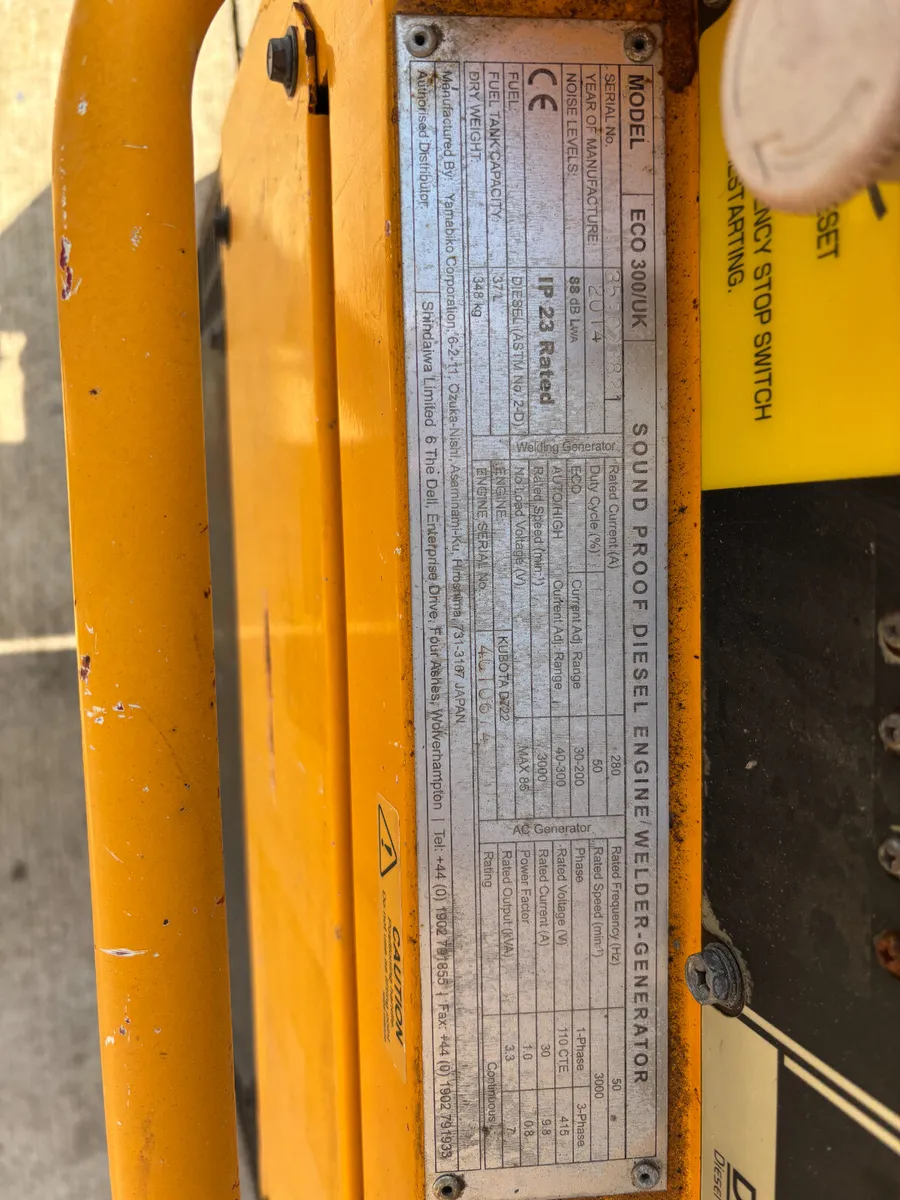 MODEL ECO 300/UK SOUND PROOF DIESEL ENGINE/WELDER-GENERATOR
SERIAL No.
YEAR OF MANUFACTURE: 2014
NOISE LEVELS: 88 dB LWA
CE IP 23 Rated
FUEL: DIESEL (ASTM No. 2-D)
FUEL TANK CAPACITY: 37L
DRY WEIGHT: 348 kg
Welding Generator
Rated Current (A) 280
Duty Cycle (%) 50
ECO Current Adj. Range 30-200
AUTO/HIGH Current Adj. Range 40-300
Rated Speed (min⁻¹) 3000
No Load Voltage (V) MAX 85
ENGINE: KUBOTA D722
ENGINE SERIAL No.:
AC Generator
Rated Frequency (Hz) 50
Rated Speed (min⁻¹) 3000
Phase 1-Phase 3-Phase
Rated Voltage (V) 110 CTE 415
Rated Current (A) 30 9.8
Power Factor 1.0 0.8
Rated Output (kVA) 3.3 7
Rating Continuous
Manufactured By: Yamabiko Corporation, 6-2-11, Ozuka-Nishi, Asaminami-Ku, Hiroshima, 731-3167 JAPAN
Authorised Distributor: Shindaiwa Limited 6 The Dell, Enterprise Drive, Four Ashes, Wolverhampton | Tel: +44 (0) 1902 791855 | Fax: +44 (0) 1902 791933
CAUTION
ESET
ENCY STOP SWITCH
ESTARTING.
Diesel